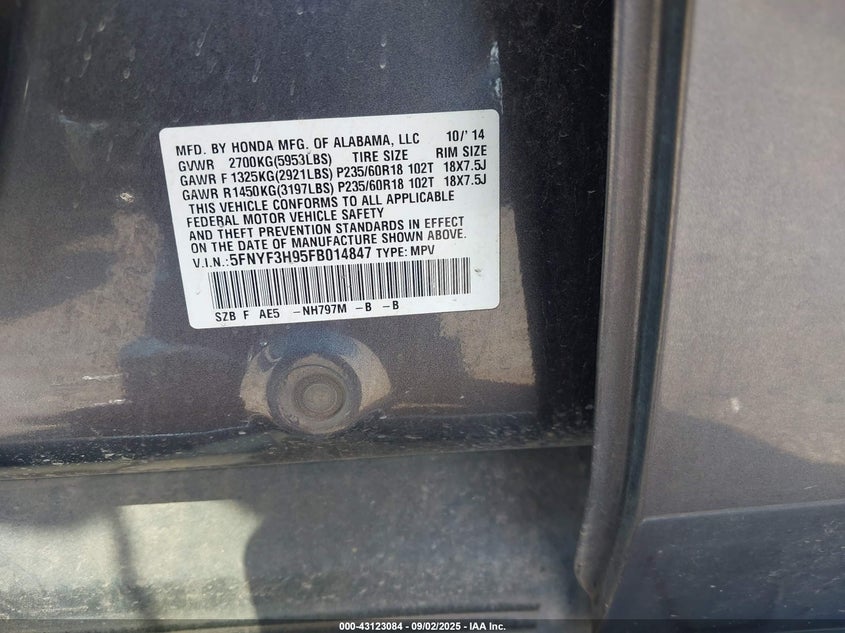 MFD. BY HONDA MFG. OF ALABAMA, LLC 10/'14
GVWR 2700KG(5953LBS) TIRE SIZE RIM SIZE
GAWR F 1325KG(2921LBS) P235/60R18 102T 18X7.5J
GAWR R1450KG(3197LBS) P235/60R18 102T 18X7.5J
THIS VEHICLE CONFORMS TO ALL APPLICABLE
FEDERAL MOTOR VEHICLE SAFETY
AND THEFT PREVENTION STANDARDS IN EFFECT
ON THE DATE OF MANUFACTURE SHOWN ABOVE.
V.I.N.:5FNYF3H95FB014847 TYPE: MPV
SZB F AE5 -NH797M -B -B
000-43123084 - 09/02/2025 - IAA Inc.